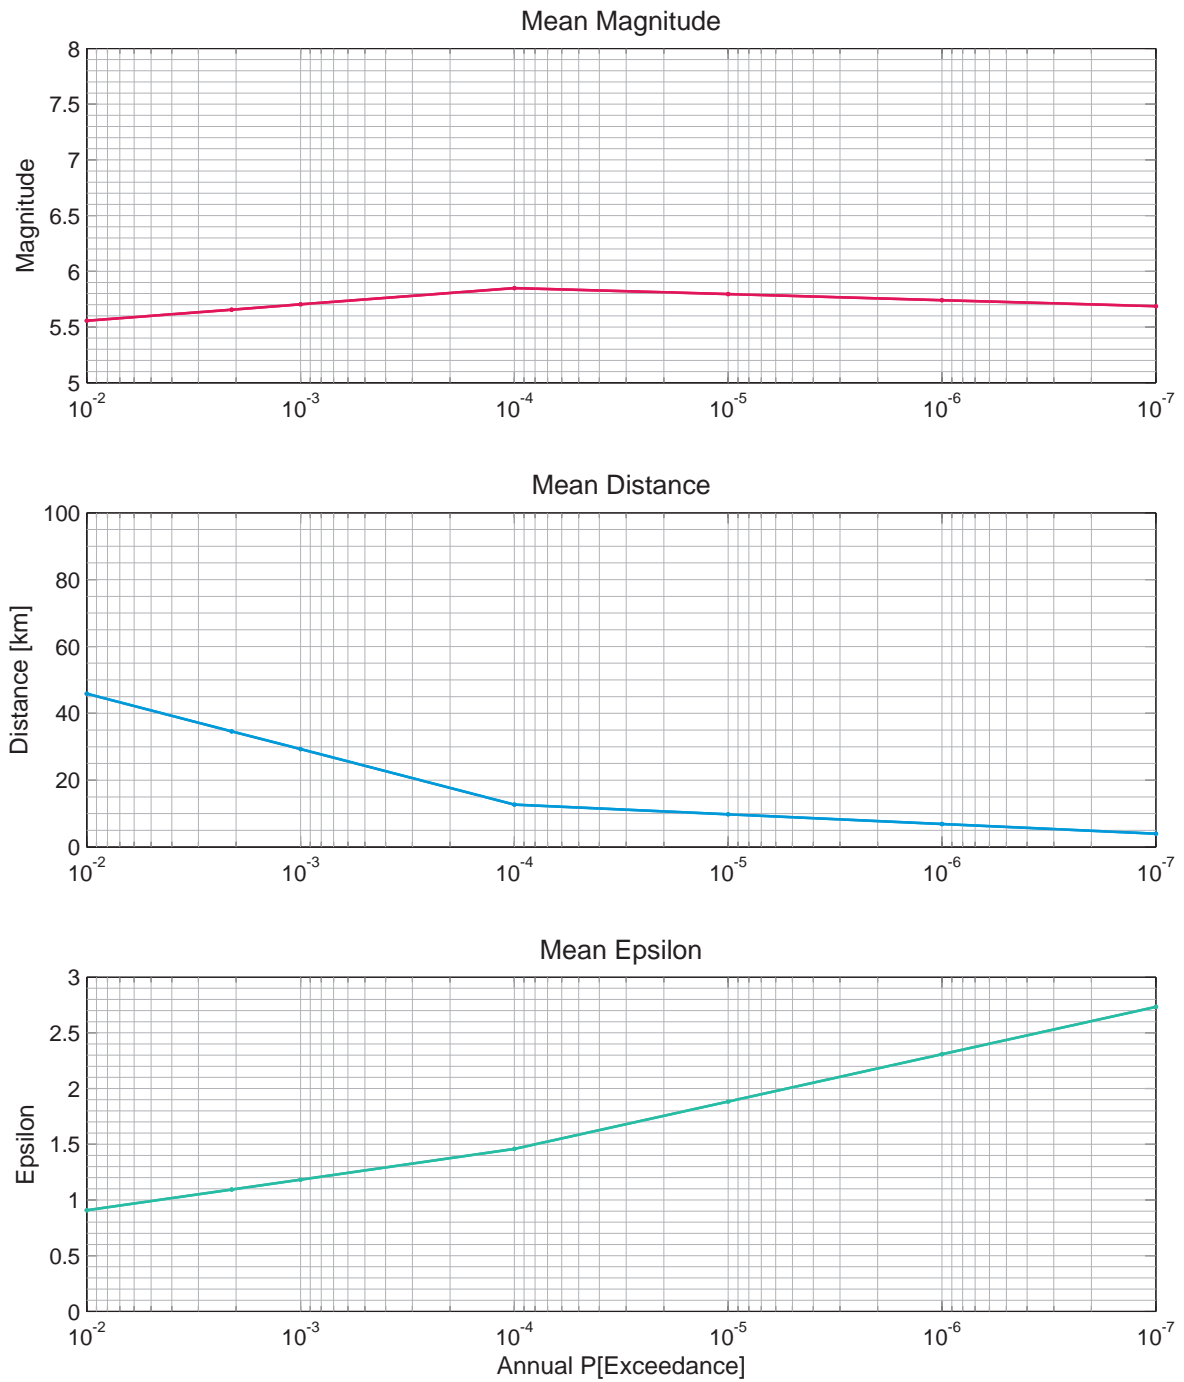 Mean Magnitude
8
7.5
7
6.5
6
5.5
5
Magnitude
10^-2 10^-3 10^-4 10^-5 10^-6 10^-7
Mean Distance
100
80
60
40
20
0
Distance [km]
10^-2 10^-3 10^-4 10^-5 10^-6 10^-7
Mean Epsilon
3
2.5
2
1.5
1
0.5
0
Epsilon
10^-2 10^-3 10^-4 10^-5 10^-6 10^-7
Annual P[Exceedance]